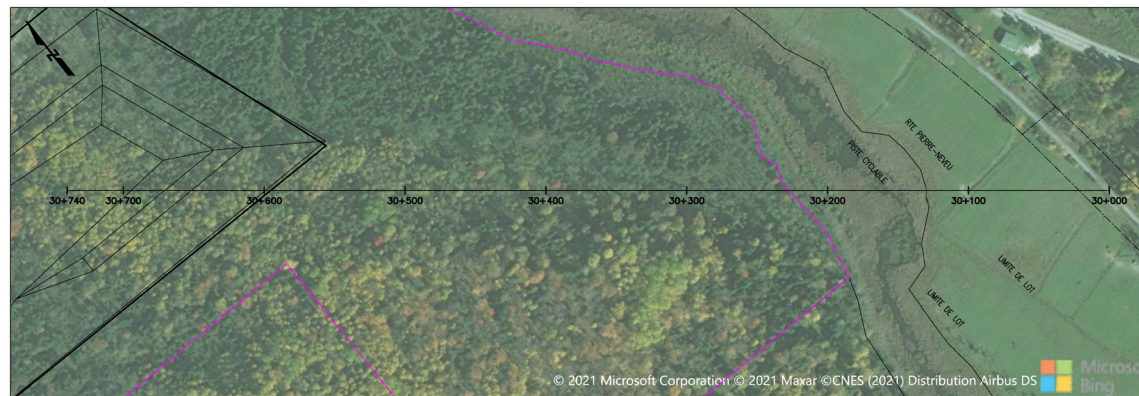 N
RTE PIERRE-NEVEU
PISTE CYCLABLE
30+740 30+700 30+600 30+500 30+400 30+300 30+200 30+100 30+000
LIMITE DE LOT
LIMITE DE LOT
© 2021 Microsoft Corporation © 2021 Maxar ©CNES (2021) Distribution Airbus DS
Microso
Bing